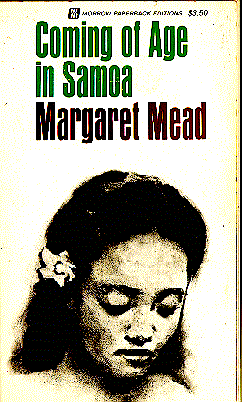 MORROW PAPERBACK EDITIONS $3.50
Coming of Age
in Samoa
Margaret Mead